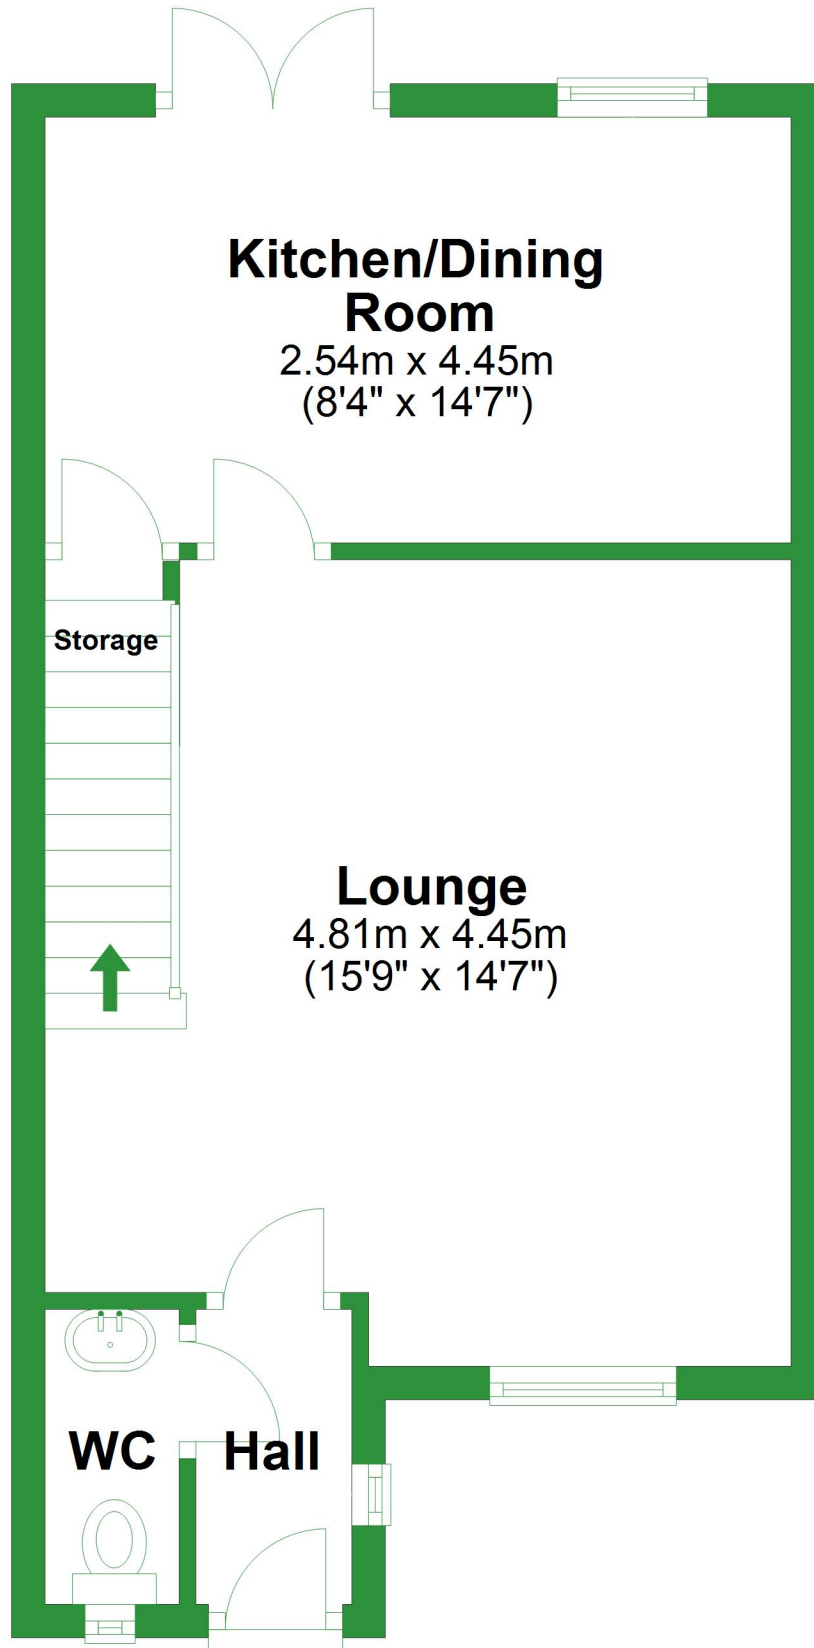 Kitchen/Dining
Room
2.54m x 4.45m
(8'4" x 14'7")
Storage
Lounge
4.81m x 4.45m
(15'9" x 14'7")
WC
Hall